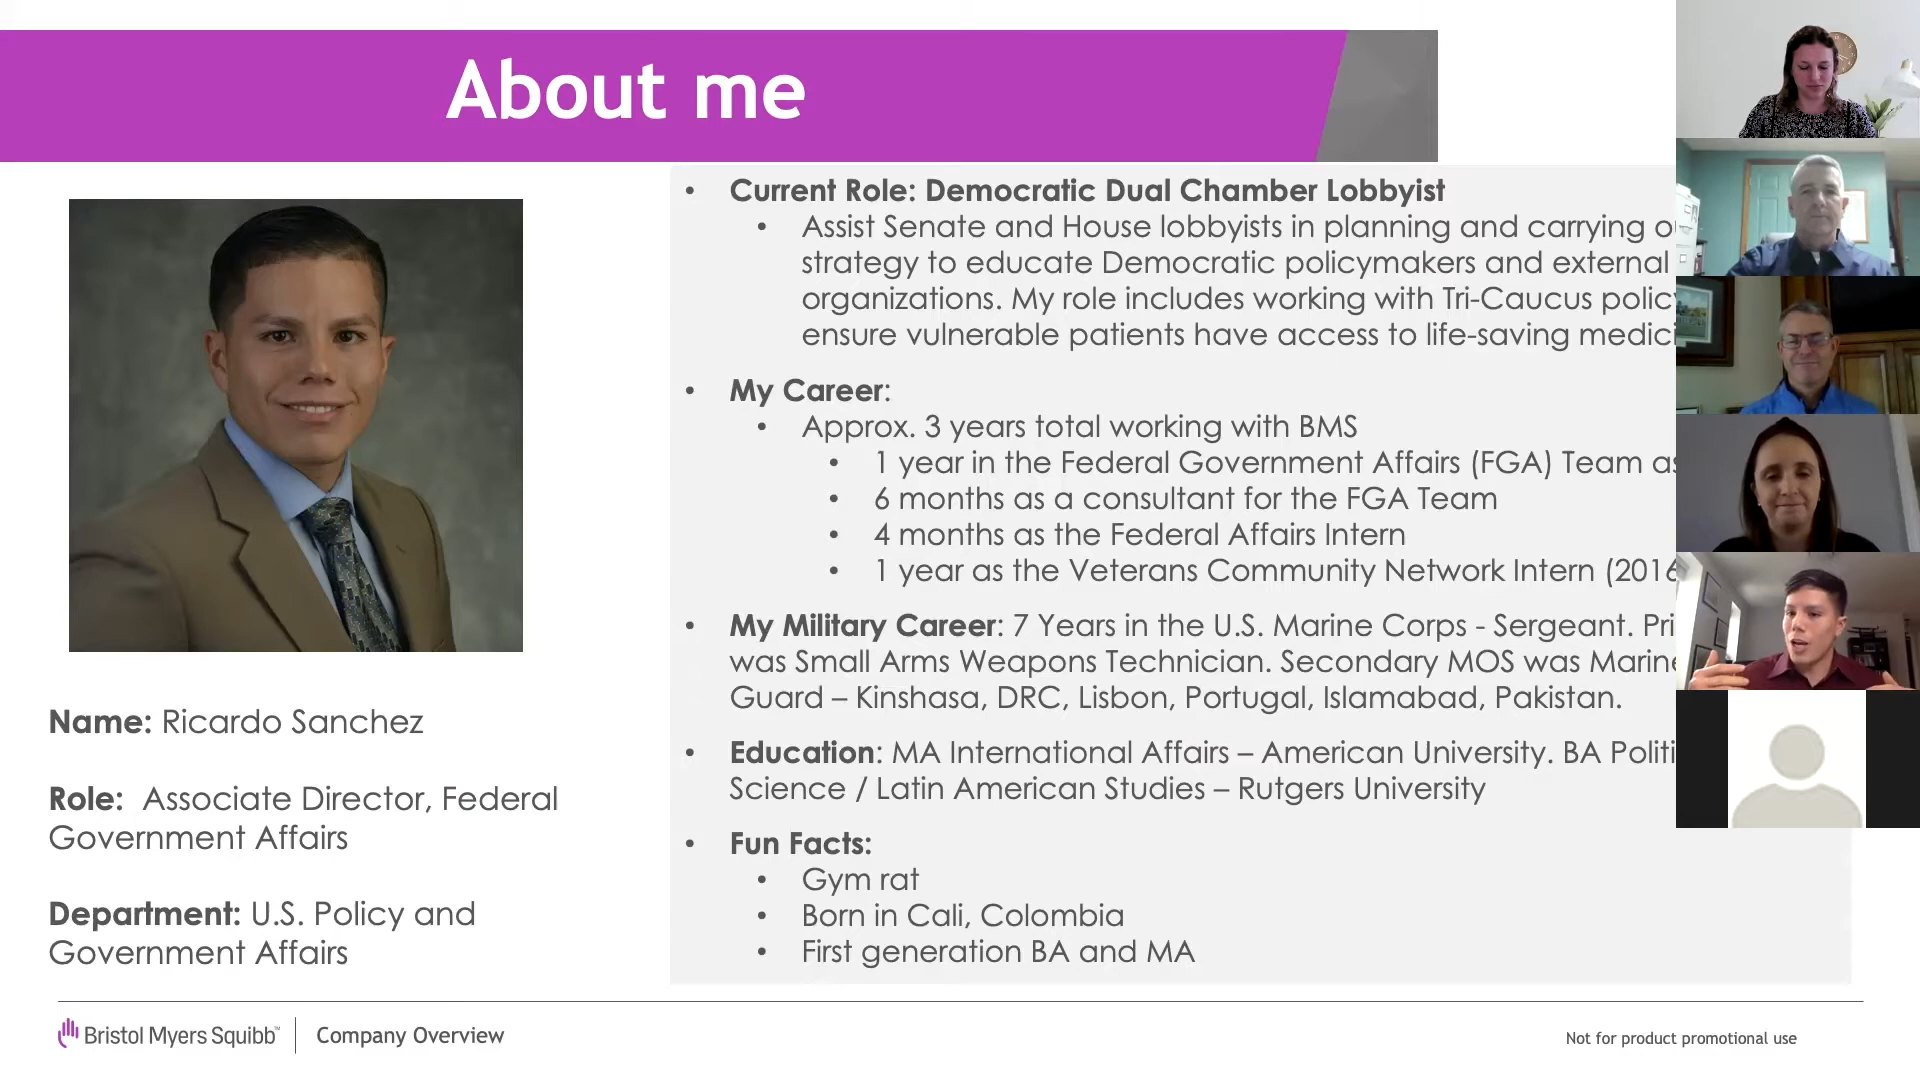 About me
• Current Role: Democratic Dual Chamber Lobbyist
• Assist Senate and House lobbyists in planning and carrying
strategy to educate Democratic policymakers and external
organizations. My role includes working with Tri-Caucus
ensure vulnerable patients have access to life-saving
• My Career:
• Approx. 3 years total working with BMS
• 1 year in the Federal Government Affairs (FGA) Team
• 6 months as a consultant for the FGA Team
• 4 months as the Federal Affairs Intern
• 1 year as the Veterans Community Network Intern (2016
• My Military Career: 7 Years in the U.S. Marine Corps - Sergeant.
was Small Arms Weapons Technician. Secondary MOS was Marine
Guard – Kinshasa, DRC, Lisbon, Portugal, Islamabad, Pakistan.
• Education: MA International Affairs – American University. BA
Science / Latin American Studies – Rutgers University
• Fun Facts:
• Gym rat
• Born in Cali, Colombia
• First generation BA and MA
Name: Ricardo Sanchez
Role: Associate Director, Federal
Government Affairs
Department: U.S. Policy and
Government Affairs
Bristol Myers Squibb™ | Company Overview
Not for product promotional use